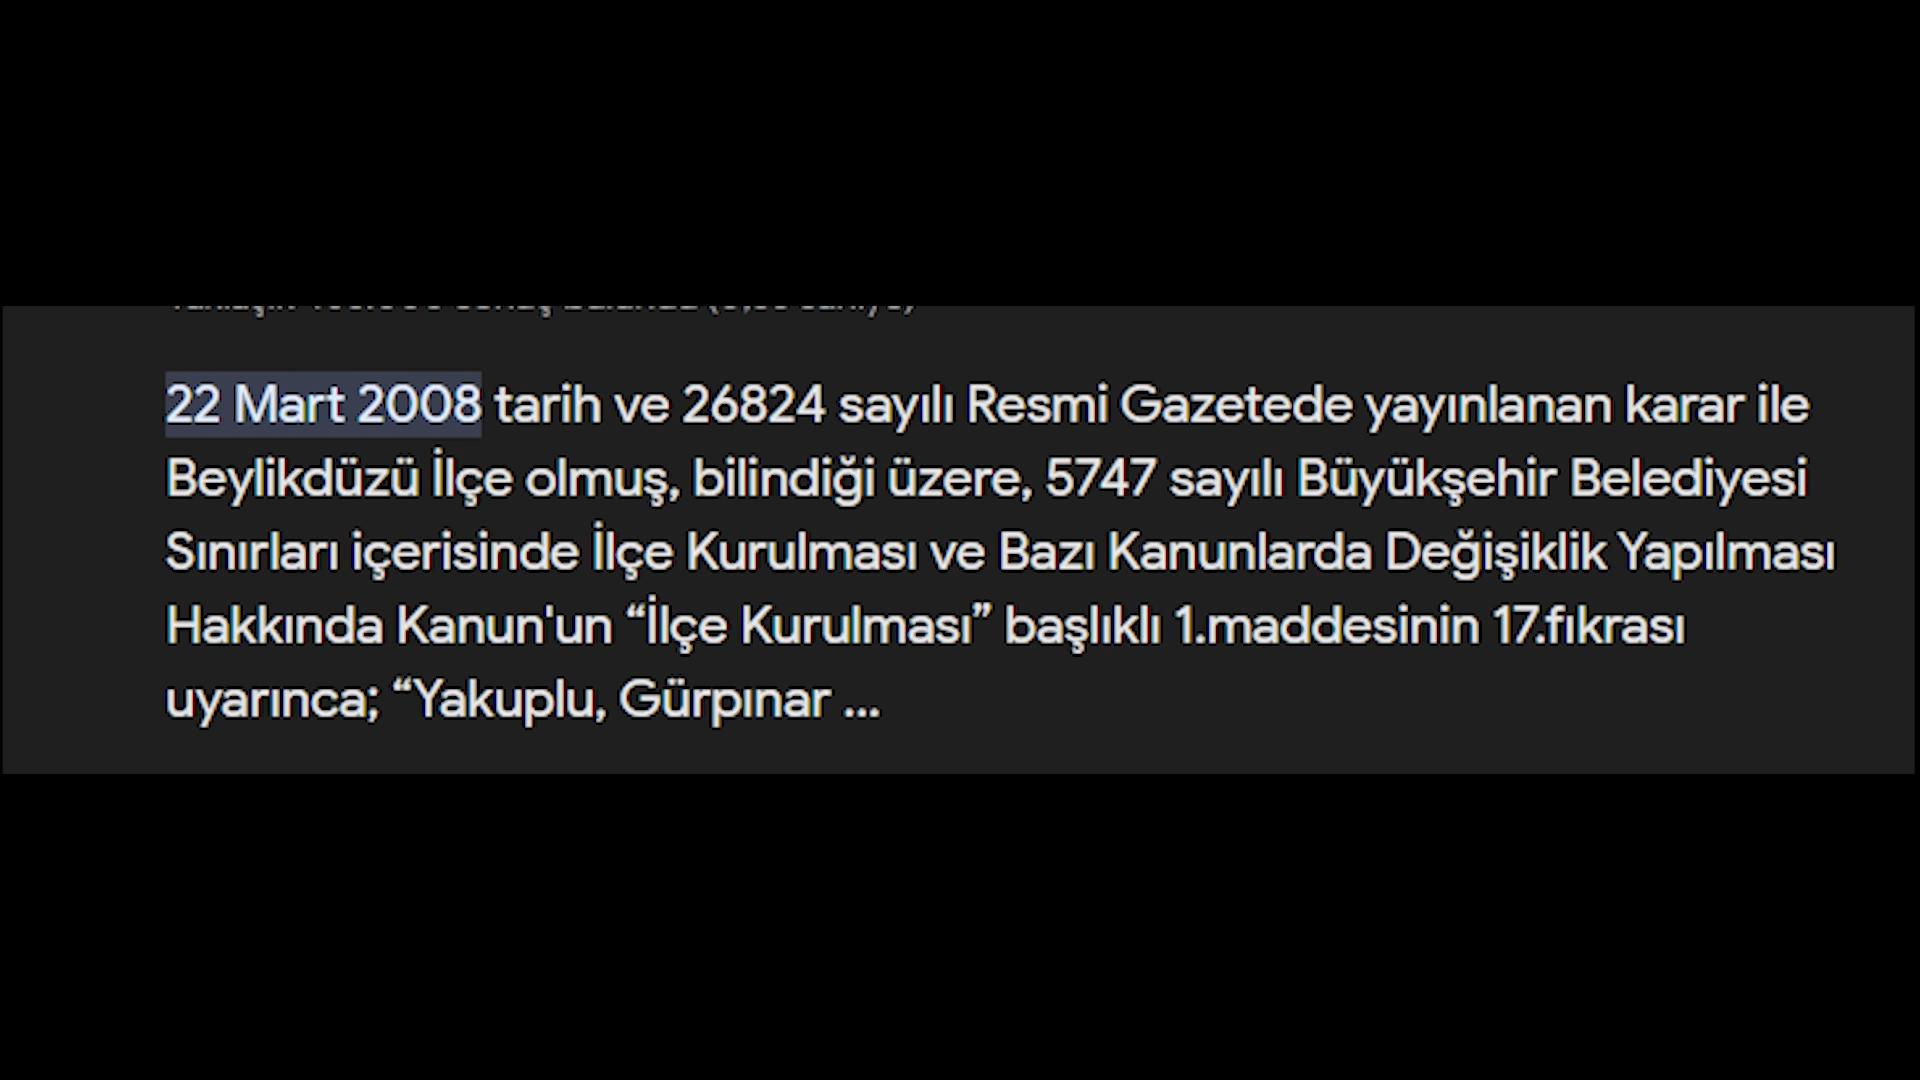 22 Mart 2008 tarih ve 26824 sayılı Resmi Gazetede yayınlanan karar ile
Beylikdüzü İlçe olmuş, bilindiği üzere, 5747 sayılı Büyükşehir Belediyesi
Sınırları içerisinde İlçe Kurulması ve Bazı Kanunlarda Değişiklik Yapılması
Hakkında Kanun'un “İlçe Kurulması” başlıklı 1.maddesinin 17.fıkrası
uyarınca; “Yakuplu, Gürpınar ...